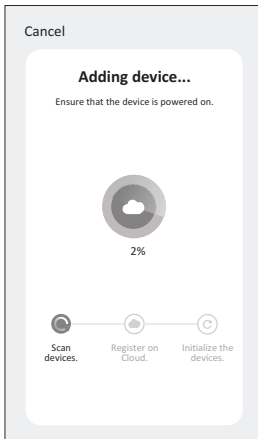 Cancel
Adding device...
Ensure that the device is powered on.
2%
Scan
devices.
Register on
Cloud.
Initialize the
devices.